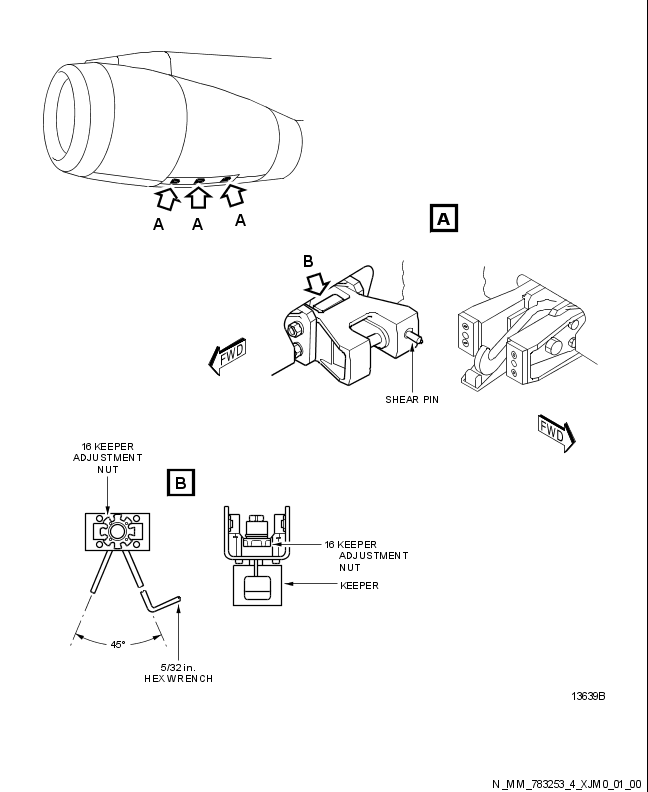 A
A
A
A
B
FWD
SHEAR PIN
FWD
16 KEEPER
ADJUSTMENT
NUT
B
16 KEEPER
ADJUSTMENT
NUT
KEEPER
45°
5/32 in.
HEX WRENCH
13639B
N_MM_783253_4_XJM0_01_00